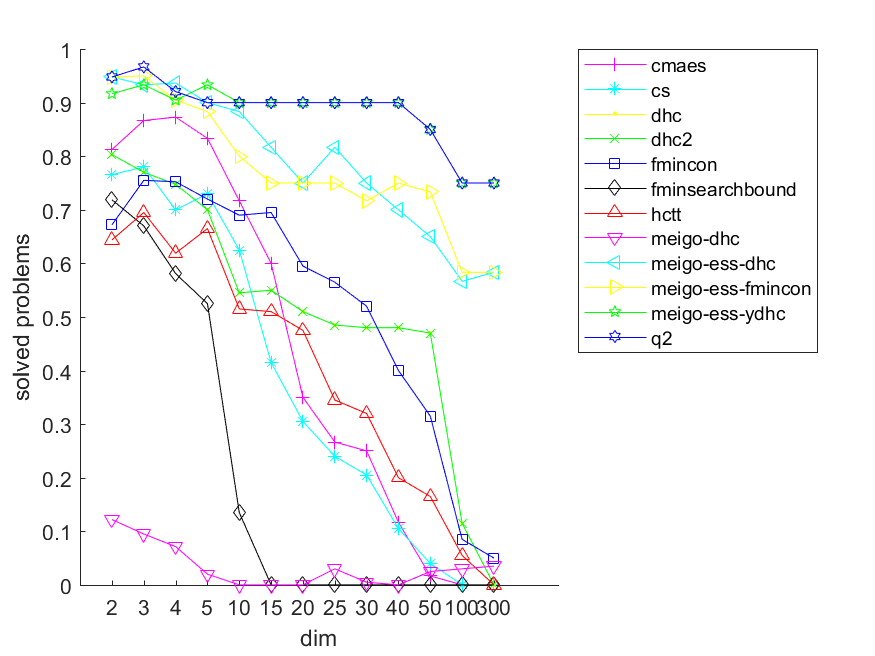 1
0.9
0.8
0.7
0.6
0.5
0.4
0.3
0.2
0.1
0
solved problems
2 3 4 5 10 15 20 25 30 40 50 100 300
dim
cmaes
cs
dhc
dhc2
fmincon
fminsearchbound
hctt
meigo-dhc
meigo-ess-dhc
meigo-ess-fmincon
meigo-ess-ydhc
q2